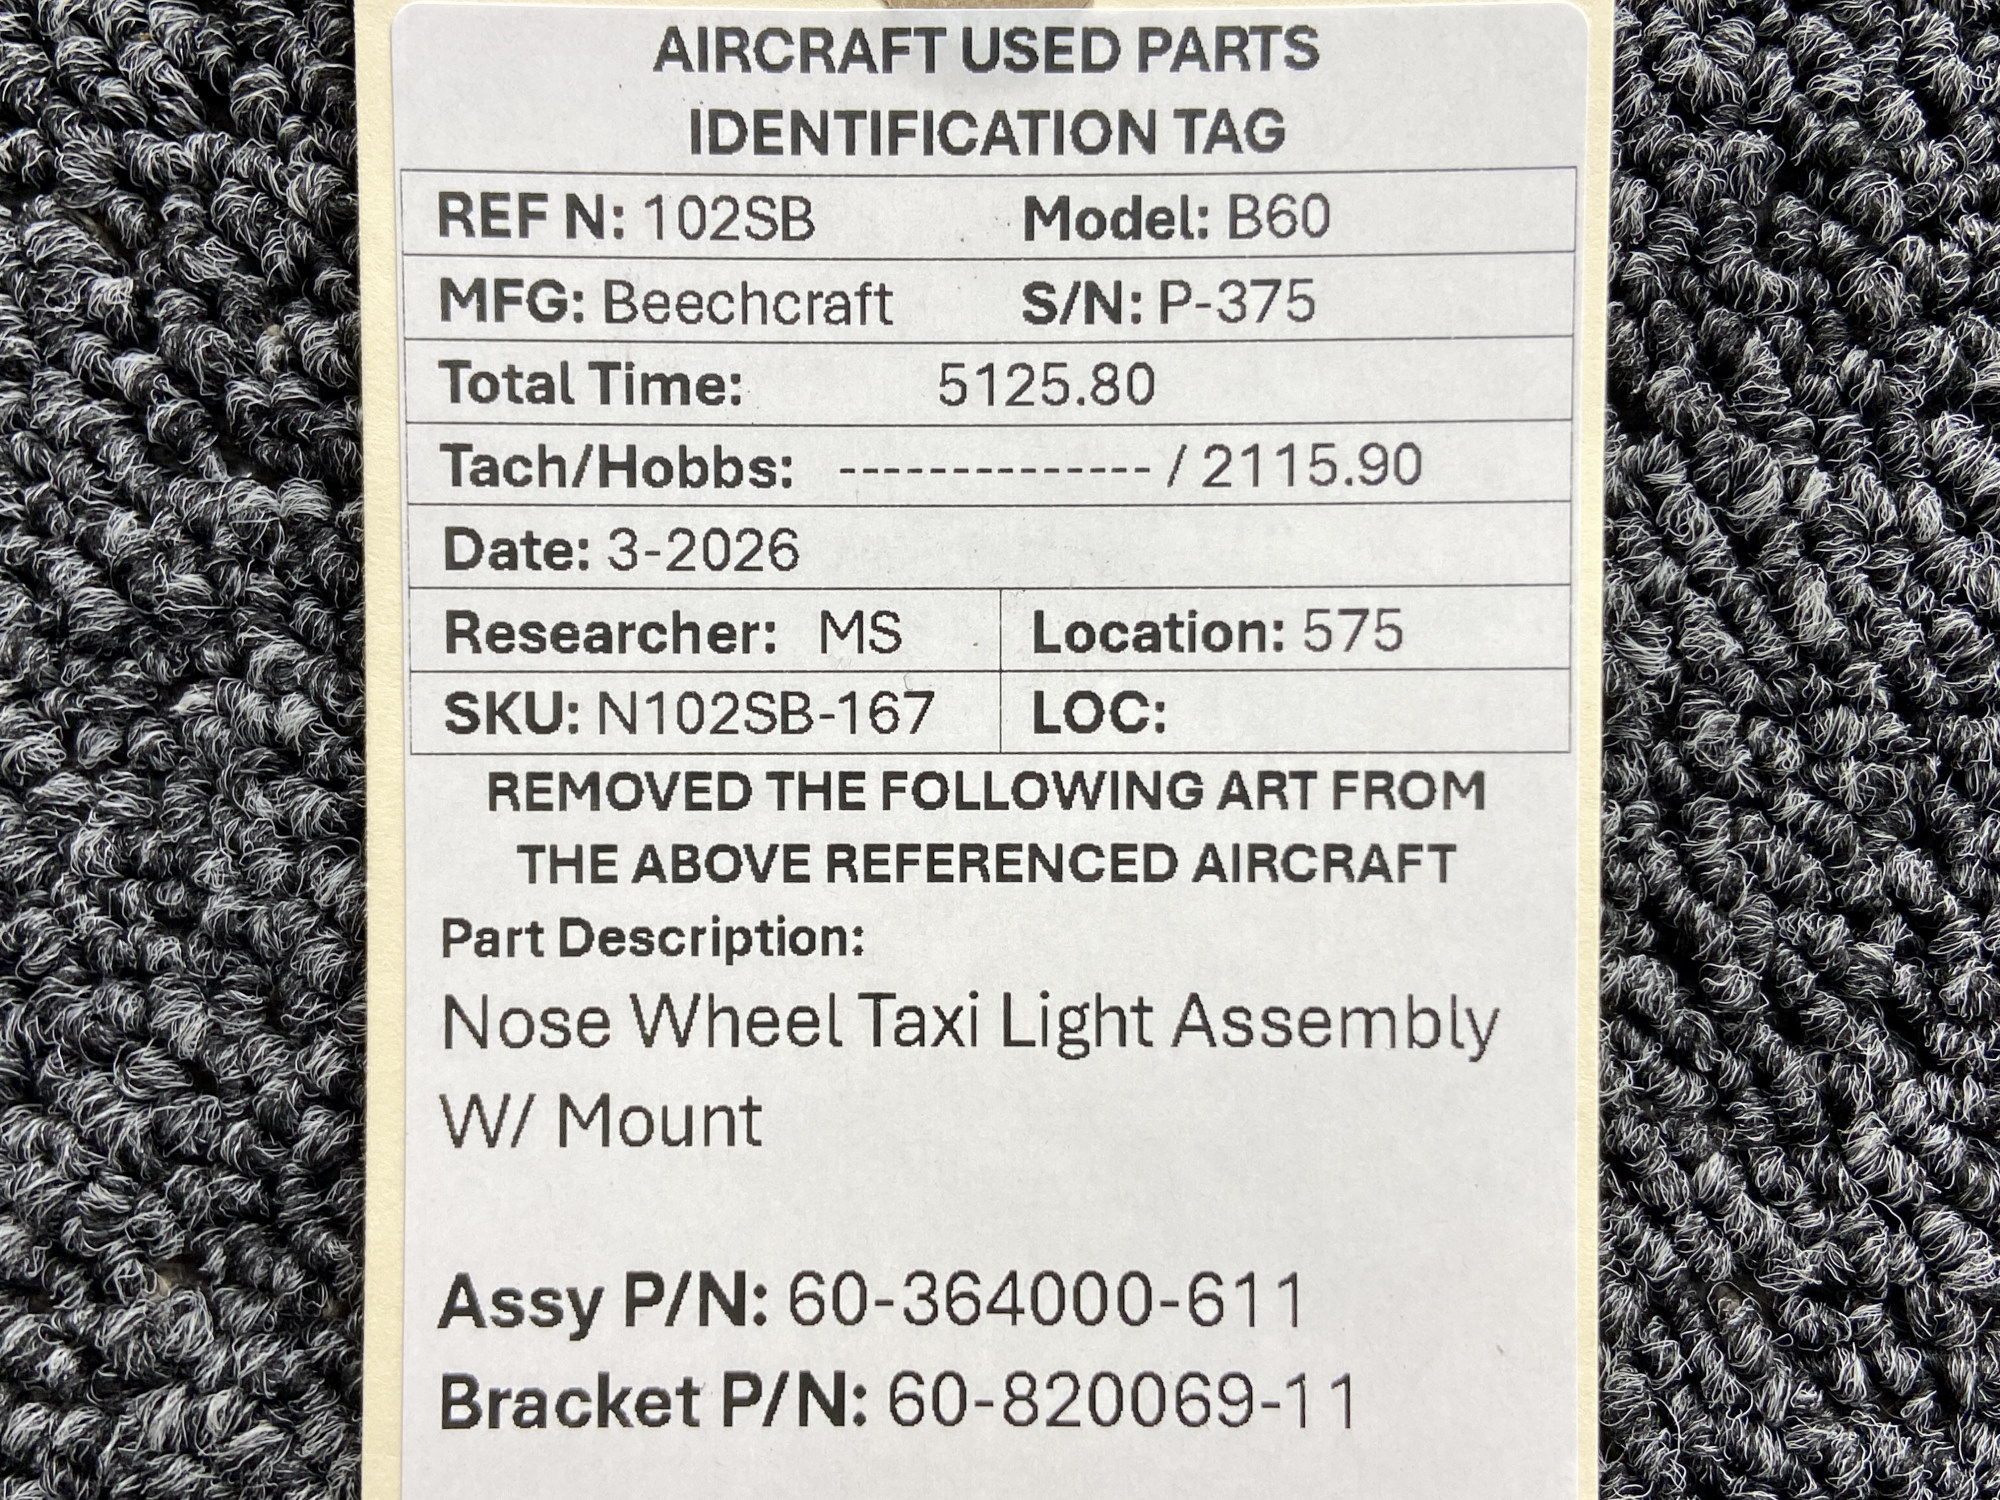 AIRCRAFT USED PARTS
IDENTIFICATION TAG
REF N: 102SB Model: B60
MFG: Beechcraft S/N: P-375
Total Time: 5125.80
Tach/Hobbs: -------------- / 2115.90
Date: 3-2026
Researcher: MS Location: 575
SKU: N102SB-167 LOC:
REMOVED THE FOLLOWING ART FROM
THE ABOVE REFERENCED AIRCRAFT
Part Description:
Nose Wheel Taxi Light Assembly
W/ Mount
Assy P/N: 60-364000-611
Bracket P/N: 60-820069-11